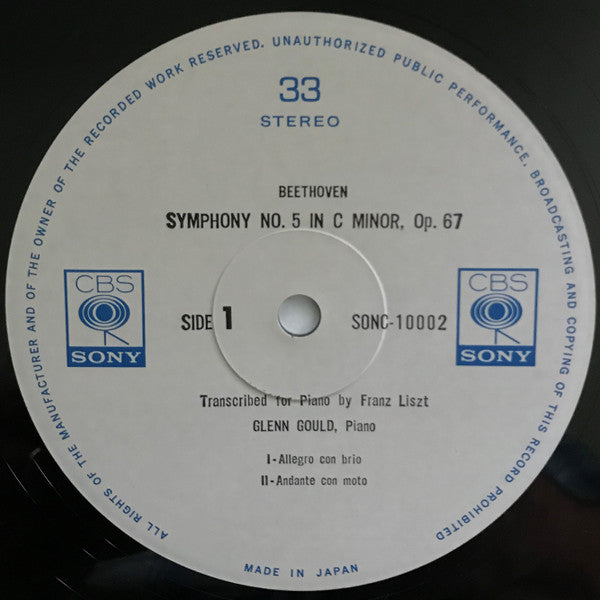 ALL RIGHTS OF THE MANUFACTURER AND OF THE OWNER OF THE RECORDED WORK RESERVED. UNAUTHORIZED PUBLIC PERFORMANCE, BROADCASTING AND COPYING OF THIS RECORD PROHIBITED
33
STEREO
BEETHOVEN
SYMPHONY NO. 5 IN C MINOR, Op. 67
CBS
SONY
SIDE 1
SONC-10002
CBS
SONY
Transcribed for Piano by Franz Liszt
GLENN GOULD, Piano
I-Allegro con brio
II-Andante con moto
MADE IN JAPAN